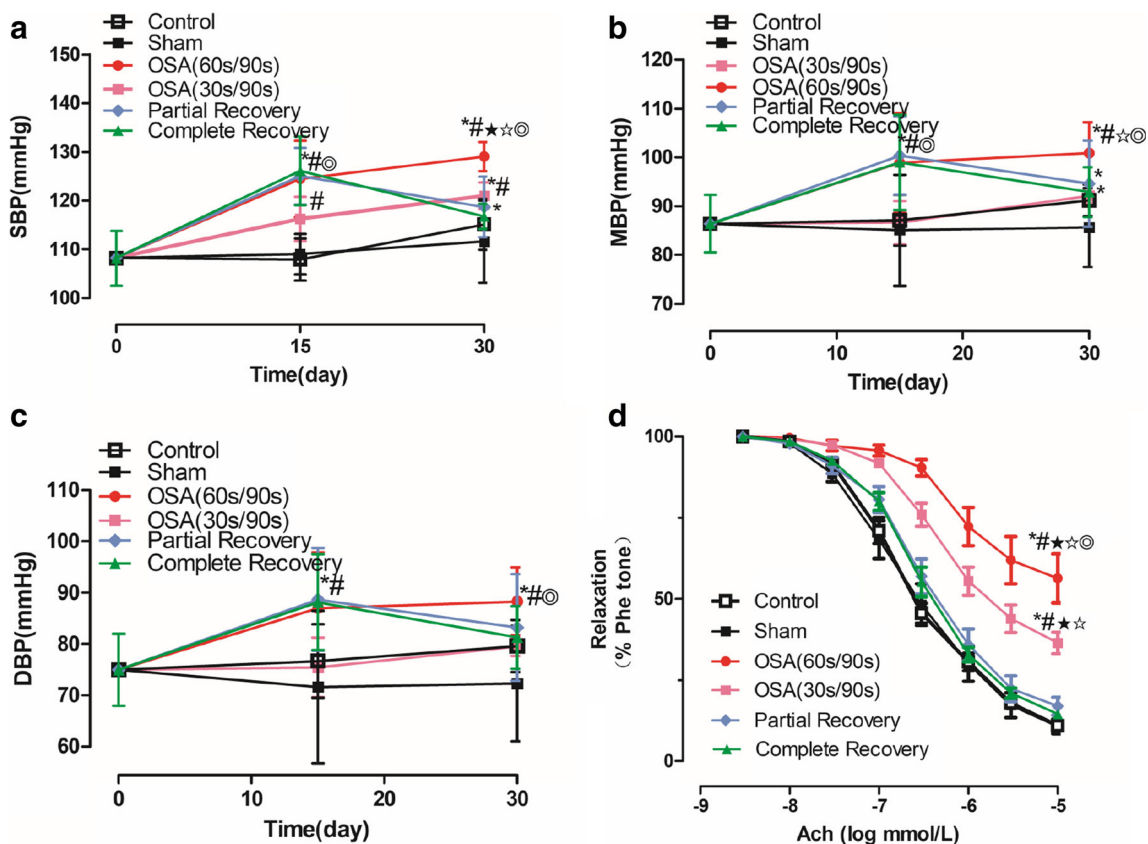 a
Control
Sham
OSA(60s/90s)
OSA(30s/90s)
Partial Recovery
Complete Recovery
150
140
130
120
110
100
SBP(mmHg)
*#★☆◎
*#◎
*#
#
*
0
15
30
Time(day)
b
Control
Sham
OSA(30s/90s)
OSA(60s/90s)
Partial Recovery
Complete Recovery
120
110
100
90
80
70
MBP(mmHg)
*#☆◎
*#◎
*
*
0
10
20
30
Time(day)
c
Control
Sham
OSA(60s/90s)
OSA(30s/90s)
Partial Recovery
Complete Recovery
110
100
90
80
70
60
DBP(mmHg)
*#
*#◎
0
10
20
30
Time(day)
d
100
50
0
Relaxation
(% Phe tone)
*#★☆◎
*#★☆
Control
Sham
OSA(60s/90s)
OSA(30s/90s)
Partial Recovery
Complete Recovery
-9
-8
-7
-6
-5
Ach (log mmol/L)